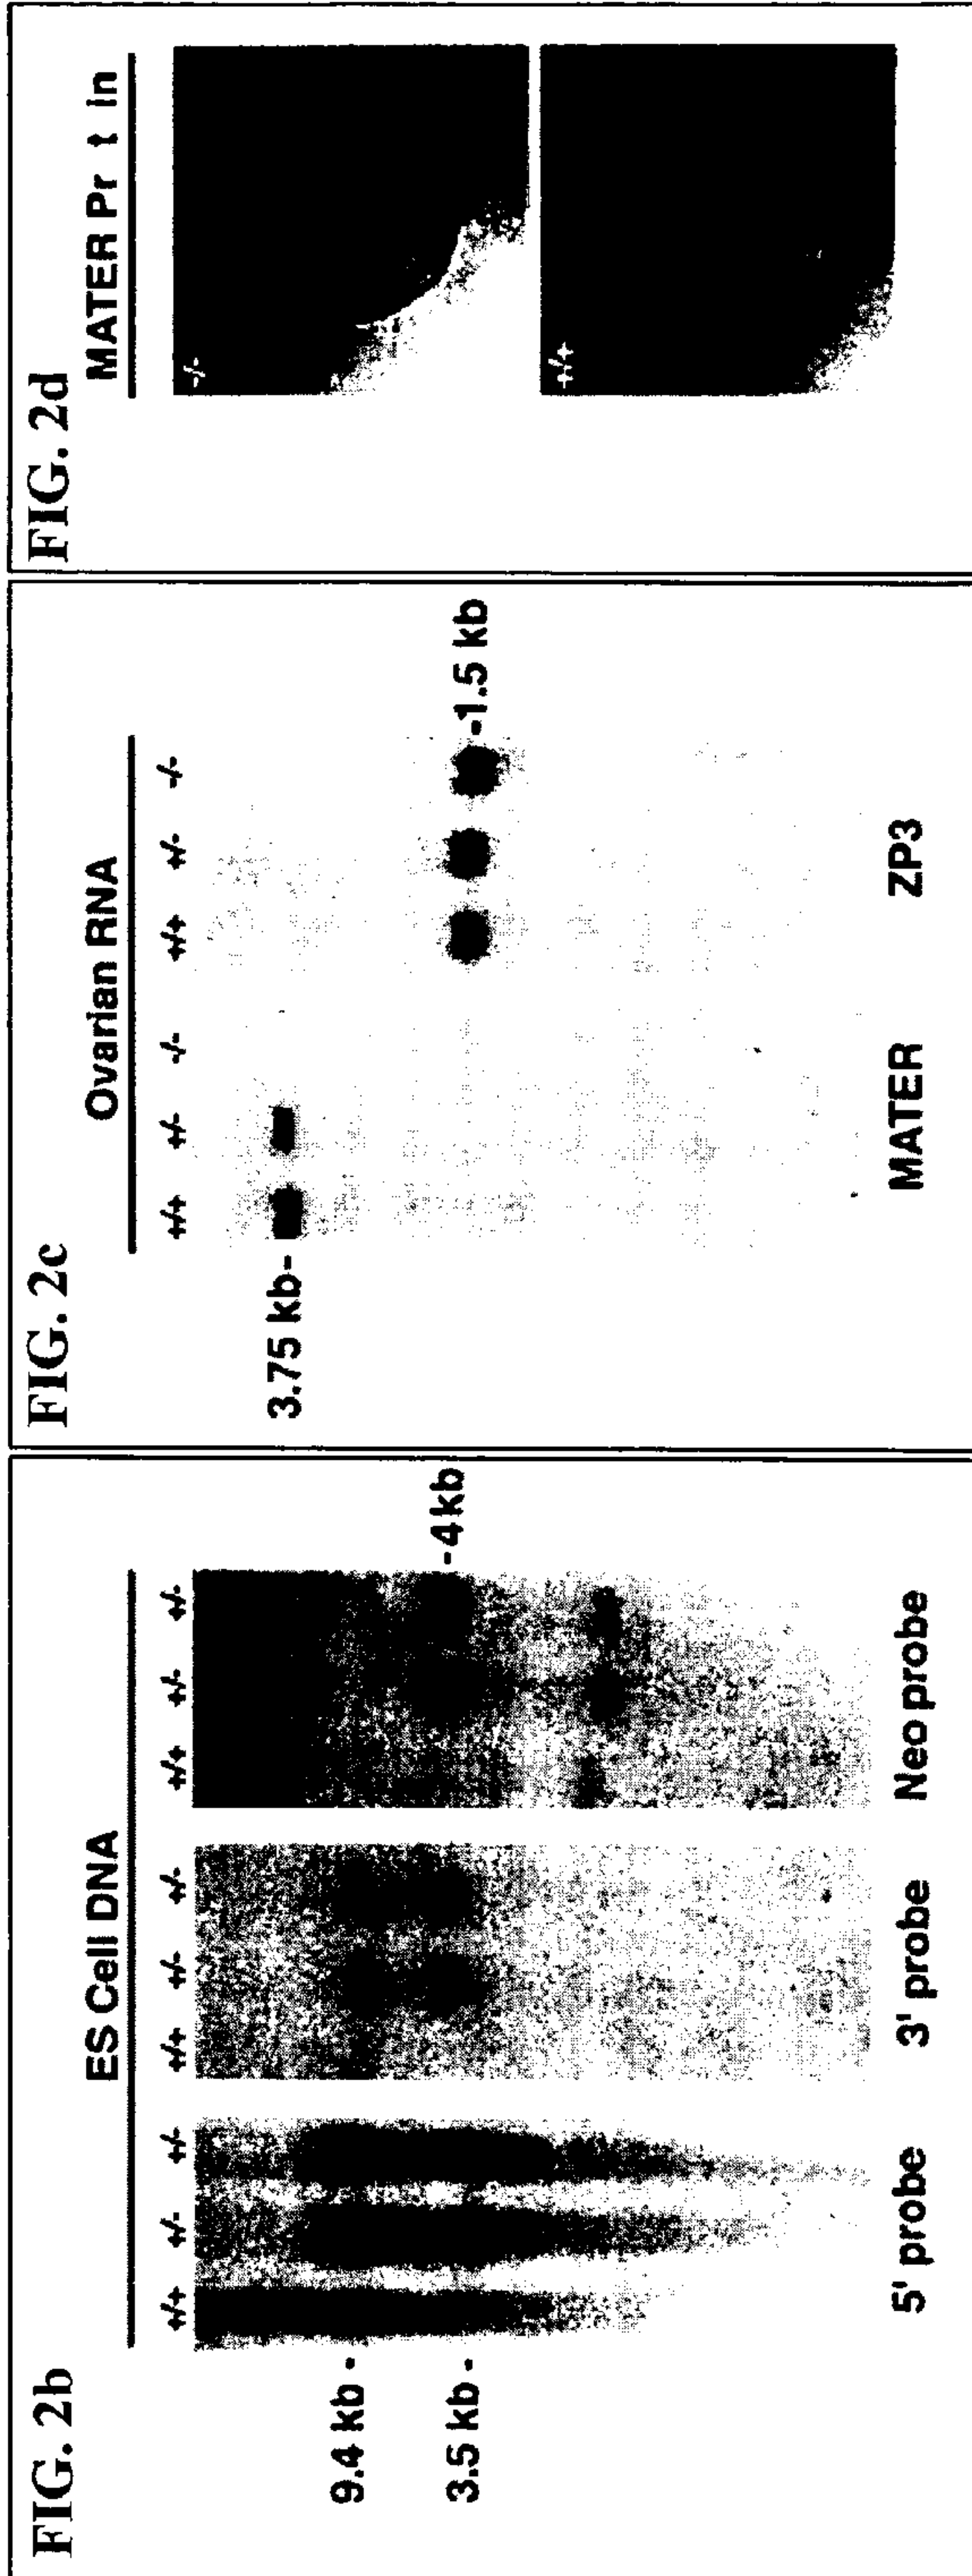 FIG. 2b
ES Cell DNA
+/+ +/- +/- +/+ +/- +/- +/+ +/- +/-
9.4 kb -
3.5 kb -
-4kb
5' probe 3' probe Neo probe
FIG. 2c
Ovarian RNA
+/+ +/- -/- +/+ +/- -/-
3.75 kb-
-1.5 kb
MATER ZP3
FIG. 2d
MATER Pr t in
-/-
+/+